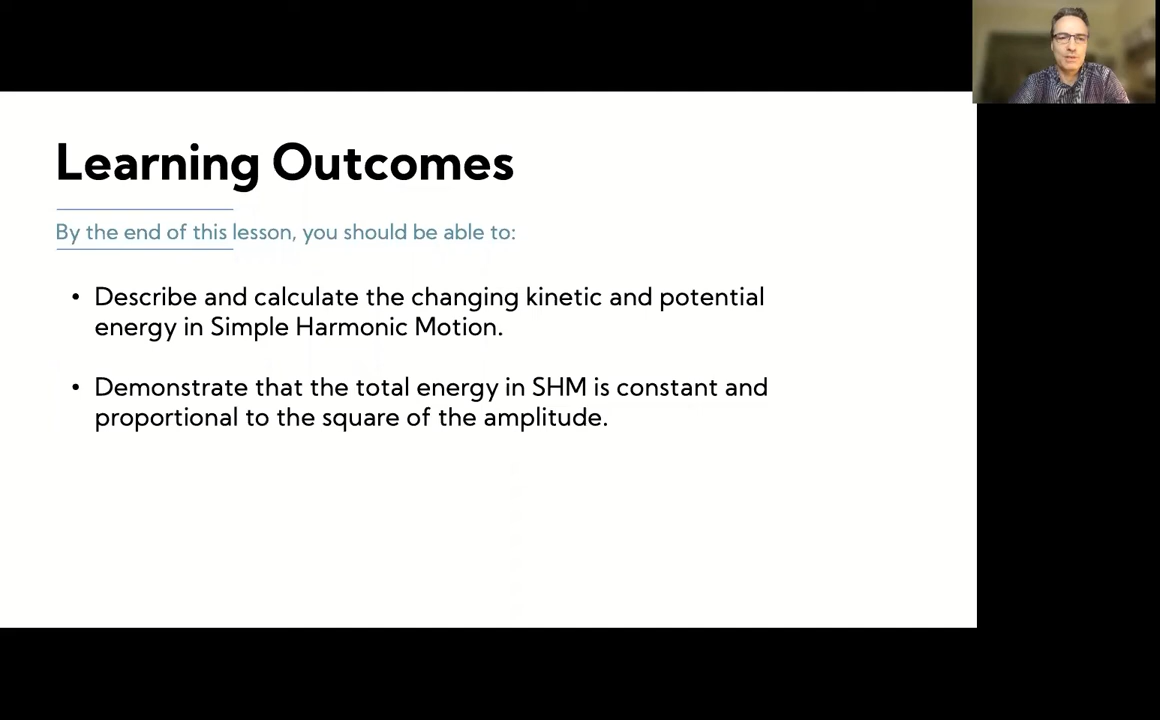 Learning Outcomes
By the end of this lesson, you should be able to:
• Describe and calculate the changing kinetic and potential
energy in Simple Harmonic Motion.
• Demonstrate that the total energy in SHM is constant and
proportional to the square of the amplitude.